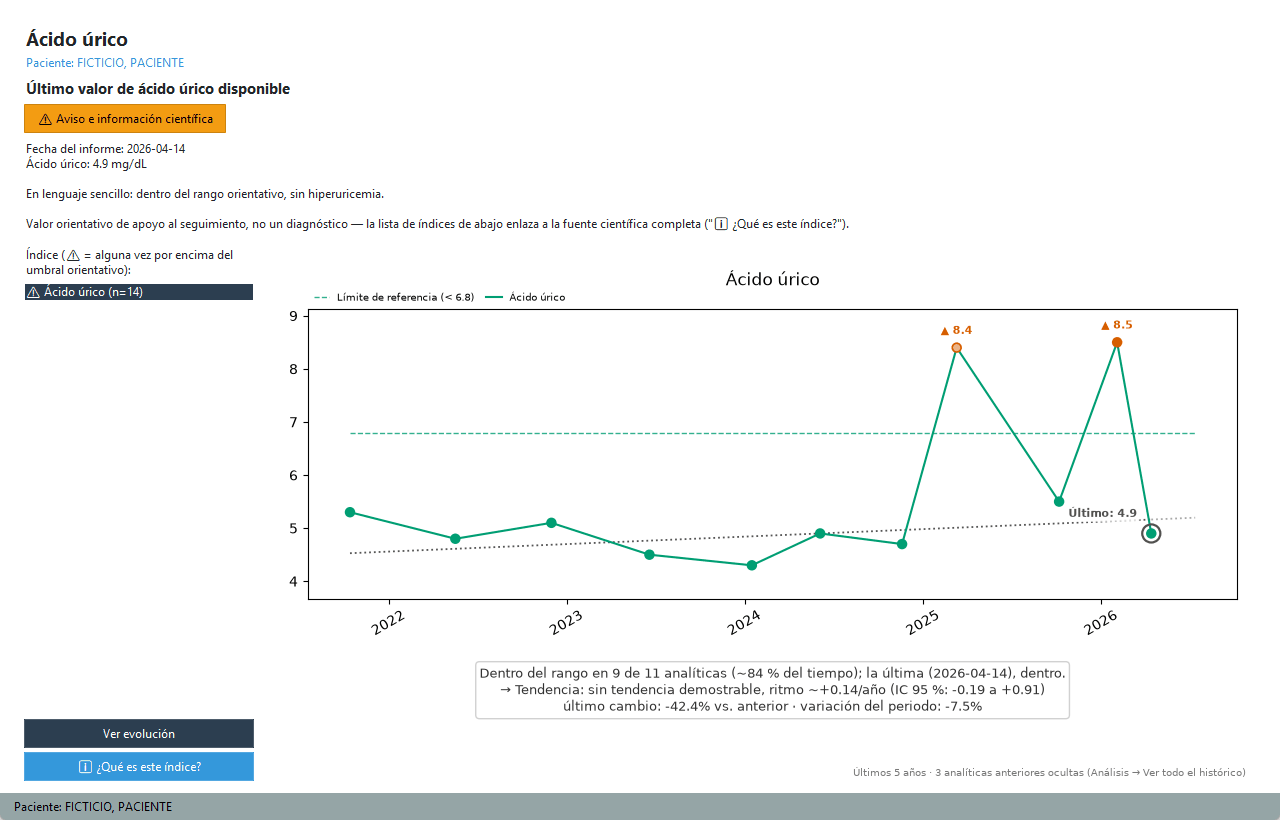 Ácido úrico
Paciente: FICTICIO, PACIENTE
Último valor de ácido úrico disponible
⚠ Aviso e información científica
Fecha del informe: 2026-04-14
Ácido úrico: 4.9 mg/dL
En lenguaje sencillo: dentro del rango orientativo, sin hiperuricemia.
Valor orientativo de apoyo al seguimiento, no un diagnóstico — la lista de índices de abajo enlaza a la fuente científica completa ("ℹ ¿Qué es este índice?").
Índice (⚠ = alguna vez por encima del
umbral orientativo):
⚠ Ácido úrico (n=14)
Ácido úrico
Límite de referencia (< 6.8)
Ácido úrico
9
8
7
6
5
4
▲ 8.4
▲ 8.5
Último: 4.9
2022
2023
2024
2025
2026
Dentro del rango en 9 de 11 analíticas (~84 % del tiempo); la última (2026-04-14), dentro.
→ Tendencia: sin tendencia demostrable, ritmo ~+0.14/año (IC 95 %: -0.19 a +0.91)
último cambio: -42.4% vs. anterior · variación del periodo: -7.5%
Ver evolución
ℹ ¿Qué es este índice?
Últimos 5 años · 3 analíticas anteriores ocultas (Análisis → Ver todo el histórico)
Paciente: FICTICIO, PACIENTE